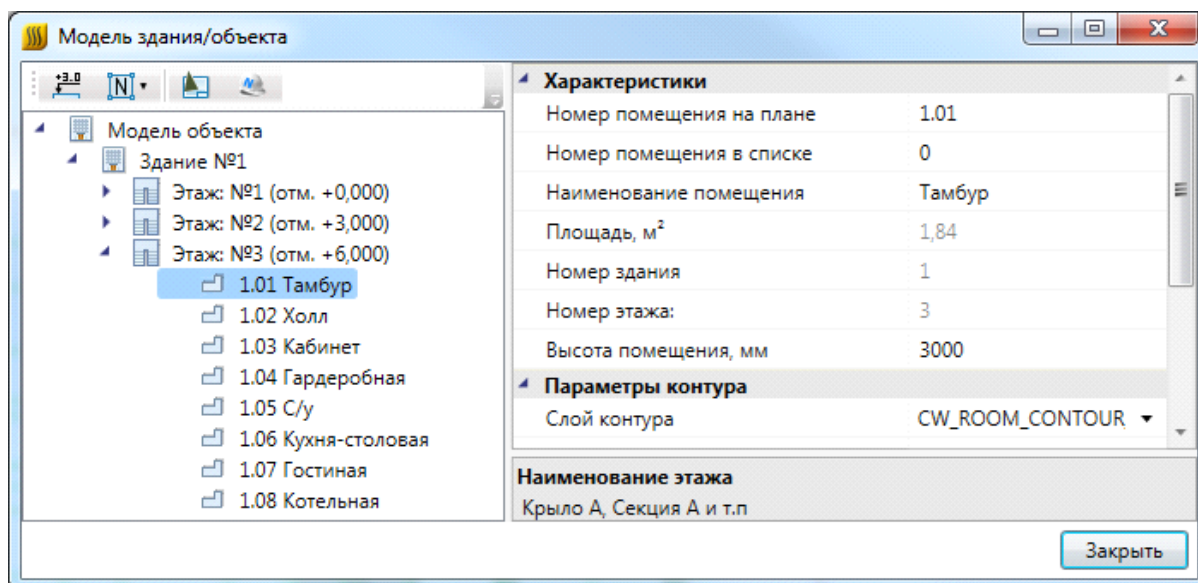 Модель здания/объекта
+3.0
N
Модель объекта
Здание №1
Этаж: №1 (отм. +0,000)
Этаж: №2 (отм. +3,000)
Этаж: №3 (отм. +6,000)
1.01 Тамбур
1.02 Холл
1.03 Кабинет
1.04 Гардеробная
1.05 С/у
1.06 Кухня-столовая
1.07 Гостиная
1.08 Котельная
Характеристики
Номер помещения на плане 1.01
Номер помещения в списке 0
Наименование помещения Тамбур
Площадь, м² 1,84
Номер здания 1
Номер этажа: 3
Высота помещения, мм 3000
Параметры контура
Слой контура CW_ROOM_CONTOUR_
Наименование этажа
Крыло А, Секция А и т.п
Закрыть